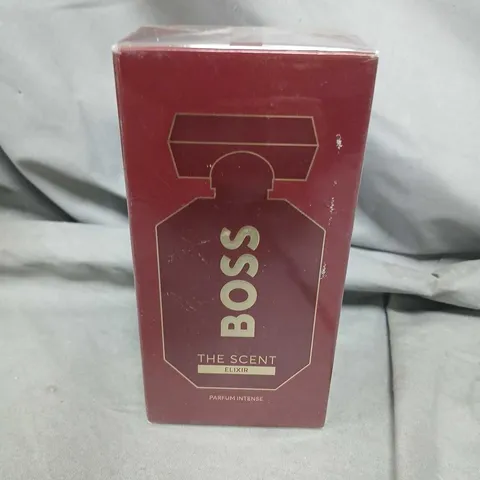 BOSS
THE SCENT
ELIXIR
PARFUM INTENSE